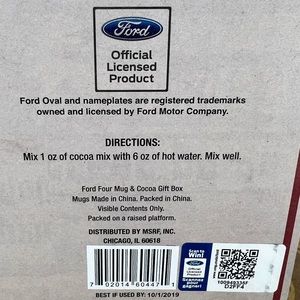 Ford
Official
Licensed
Product
Ford Oval and nameplates are registered trademarks
owned and licensed by Ford Motor Company.
DIRECTIONS:
Mix 1 oz of cocoa mix with 6 oz of hot water. Mix well.
Ford Four Mug & Cocoa Gift Box
Mugs Made in China. Packed in China.
Visible Contents Only.
Packed on a raised platform.
DISTRIBUTED BY MSRF, INC.
CHICAGO, IL 60618
Scan to
Win!
BEST IF USED BY: 10/1/2019